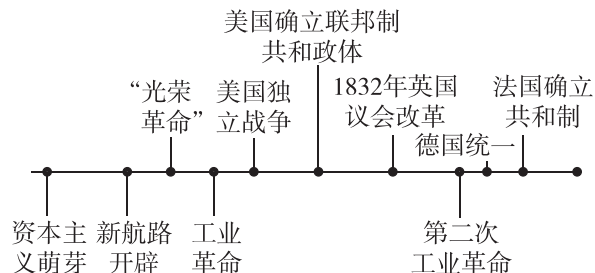 美国确立联邦制
共和政体
“光荣
革命”
美国独
立战争
1832年英国
议会改革
法国确立
共和制
德国统一
资本主
义萌芽
新航路
开辟
工业
革命
第二次
工业革命